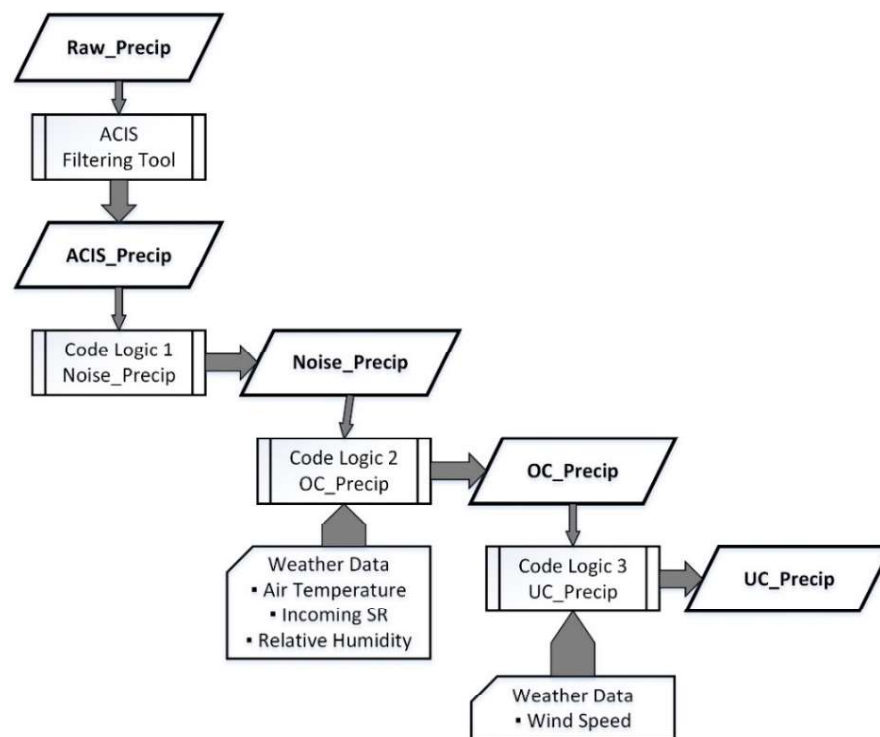 Raw_Precip
ACIS
Filtering Tool
ACIS_Precip
Code Logic 1
Noise_Precip
Noise_Precip
Code Logic 2
OC_Precip
OC_Precip
Weather Data
▪ Air Temperature
▪ Incoming SR
▪ Relative Humidity
Code Logic 3
UC_Precip
UC_Precip
Weather Data
▪ Wind Speed